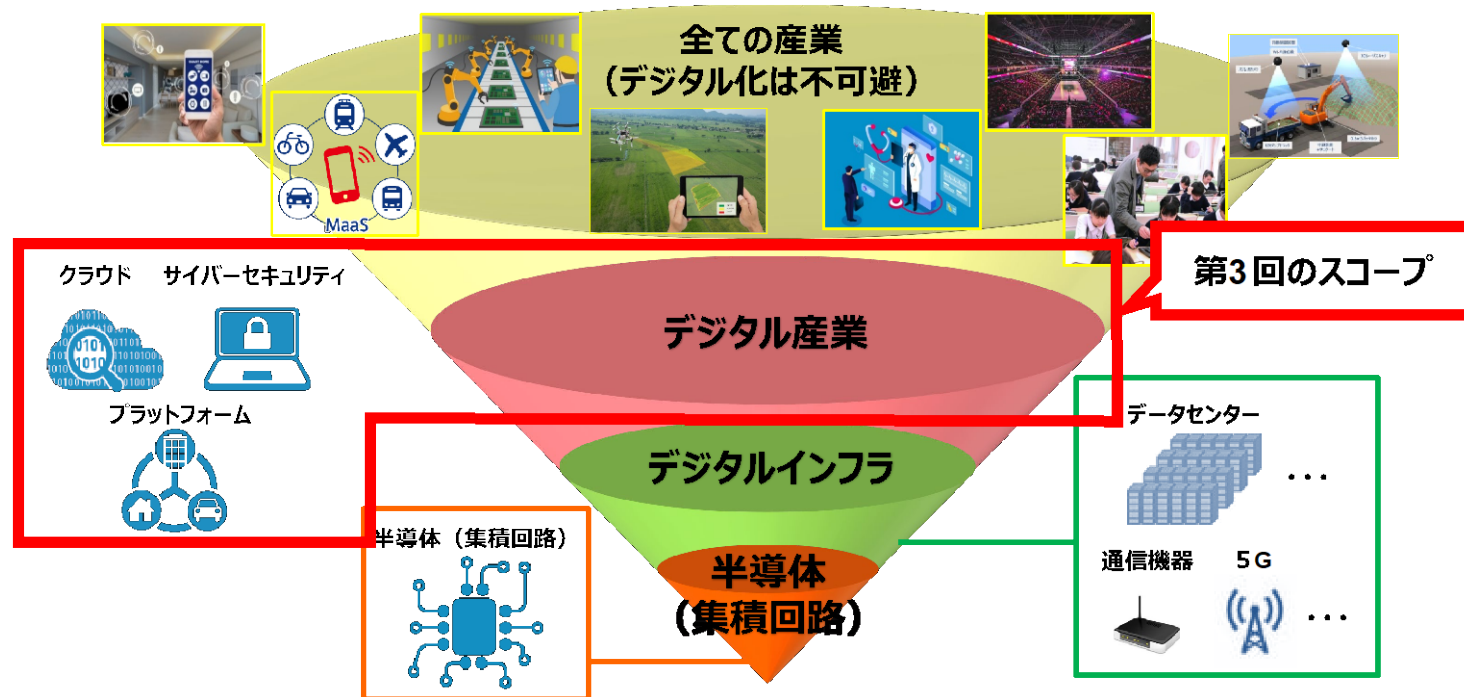 全ての産業
（デジタル化は不可避）
MaaS
第3回のスコープ
クラウド
サイバーセキュリティ
プラットフォーム
デジタル産業
データセンター
・・・
デジタルインフラ
通信機器
5G
・・・
半導体（集積回路）
半導体
（集積回路）